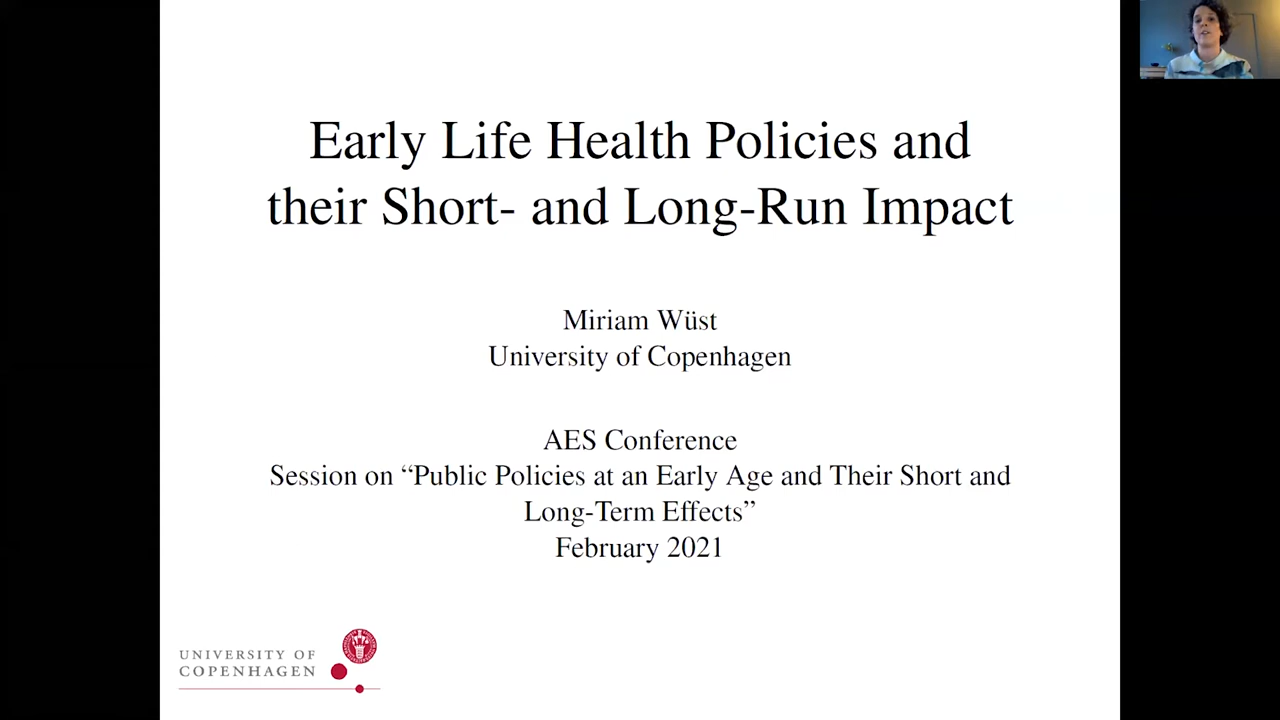 Early Life Health Policies and
their Short- and Long-Run Impact
Miriam Wüst
University of Copenhagen
AES Conference
Session on “Public Policies at an Early Age and Their Short and
Long-Term Effects”
February 2021
UNIVERSITY OF
COPENHAGEN